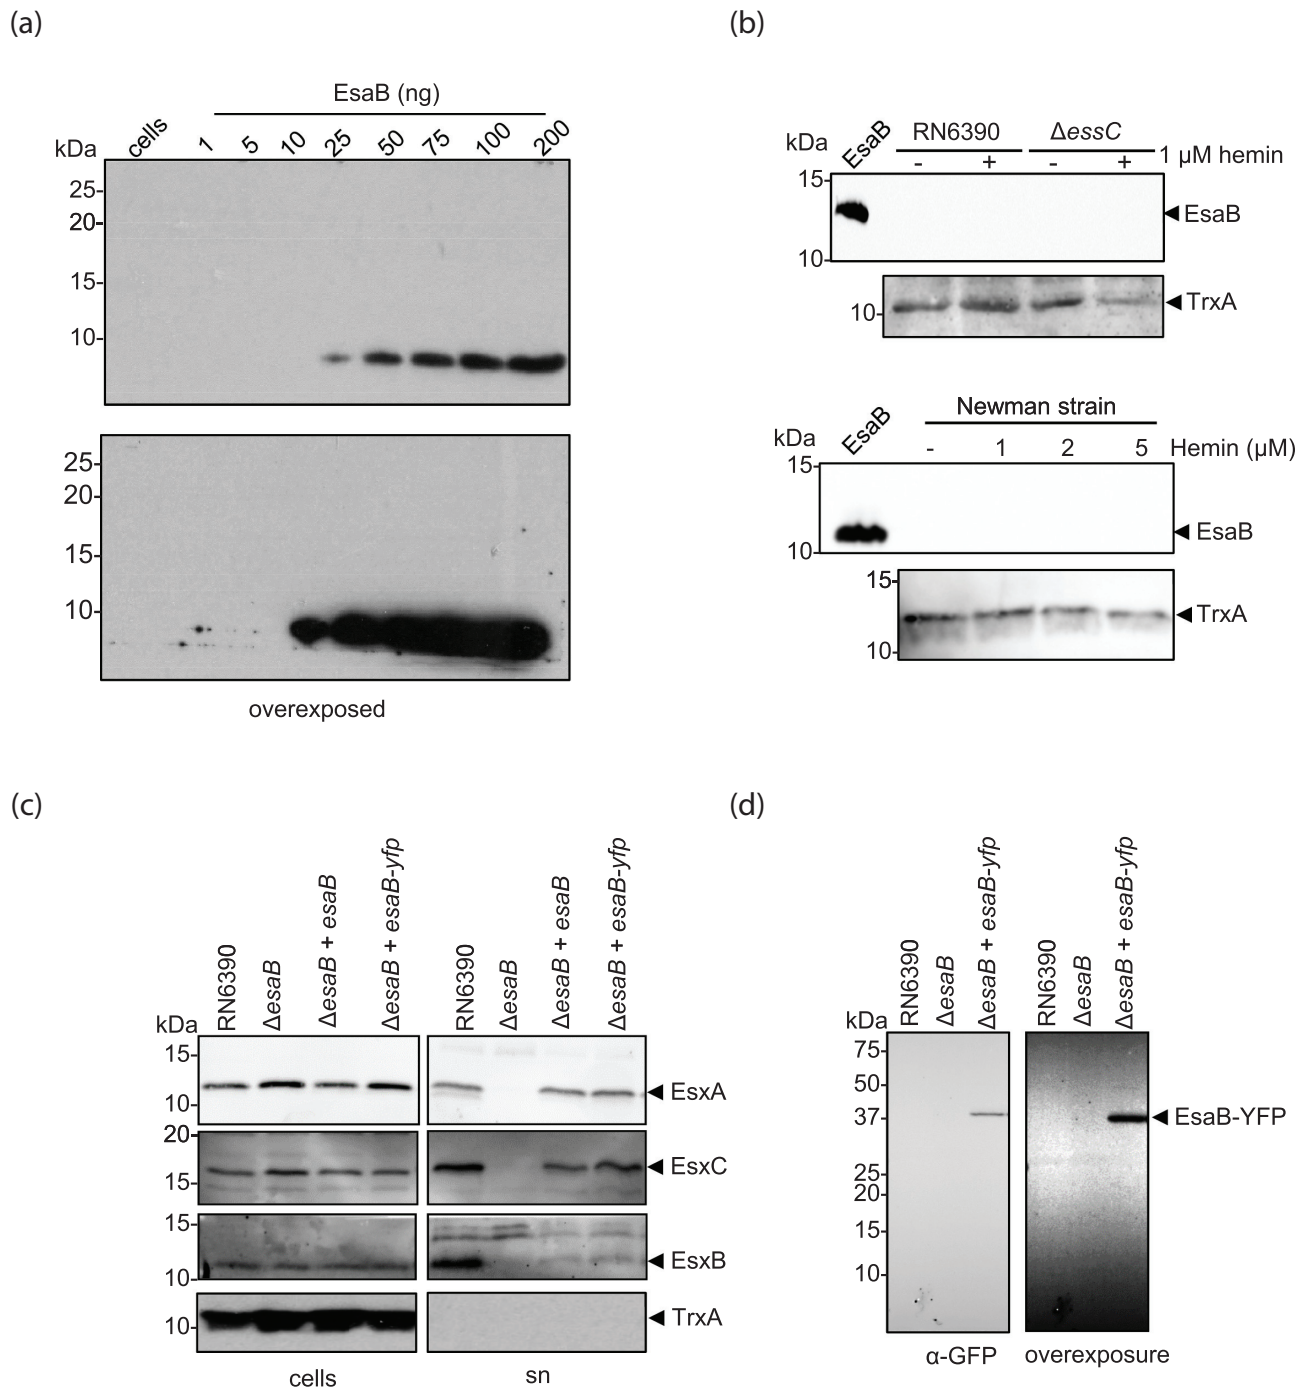 (a)
EsaB (ng)
kDa cells 1 5 10 25 50 75 100 200
25
20
15
10
25
20
15
10
overexposed
(b)
kDa EsaB RN6390 ΔessC
- + - + 1 µM hemin
15
EsaB
10
10 TrxA
Newman strain
kDa EsaB - 1 2 5 Hemin (µM)
15
EsaB
10
15
TrxA
10
(c)
kDa RN6390 ΔesaB ΔesaB + esaB ΔesaB + esaB-yfp RN6390 ΔesaB ΔesaB + esaB ΔesaB + esaB-yfp
15
EsxA
10
20
EsxC
15
15
EsxB
10
10 TrxA
cells sn
(d)
kDa RN6390 ΔesaB ΔesaB + esaB-yfp RN6390 ΔesaB ΔesaB + esaB-yfp
75
50
37 EsaB-YFP
25
20
15
10
α-GFP overexposure